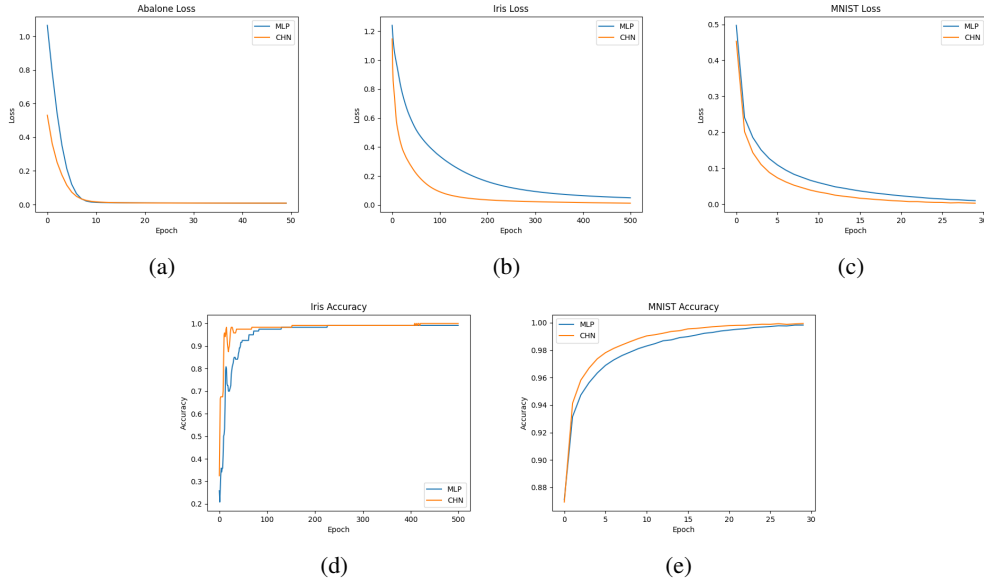 Abalone Loss
MLP
CHN
1.0
0.8
0.6
0.4
0.2
0.0
Loss
0
10
20
30
40
50
Epoch
(a)
Iris Loss
MLP
CHN
1.2
1.0
0.8
0.6
0.4
0.2
0.0
Loss
0
100
200
300
400
500
Epoch
(b)
MNIST Loss
MLP
CHN
0.5
0.4
0.3
0.2
0.1
0.0
Loss
0
5
10
15
20
25
30
Epoch
(c)
Iris Accuracy
1.0
0.9
0.8
0.7
0.6
0.5
0.4
0.3
0.2
Accuracy
MLP
CHN
0
100
200
300
400
500
Epoch
(d)
MNIST Accuracy
MLP
CHN
1.00
0.98
0.96
0.94
0.92
0.90
0.88
Accuracy
0
5
10
15
20
25
30
Epoch
(e)